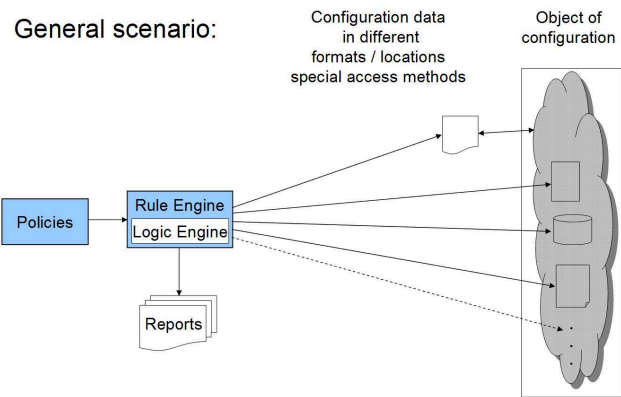 General scenario:
Configuration data
in different
formats / locations
special access methods
Object of
configuration
Policies
Rule Engine
Logic Engine
Reports